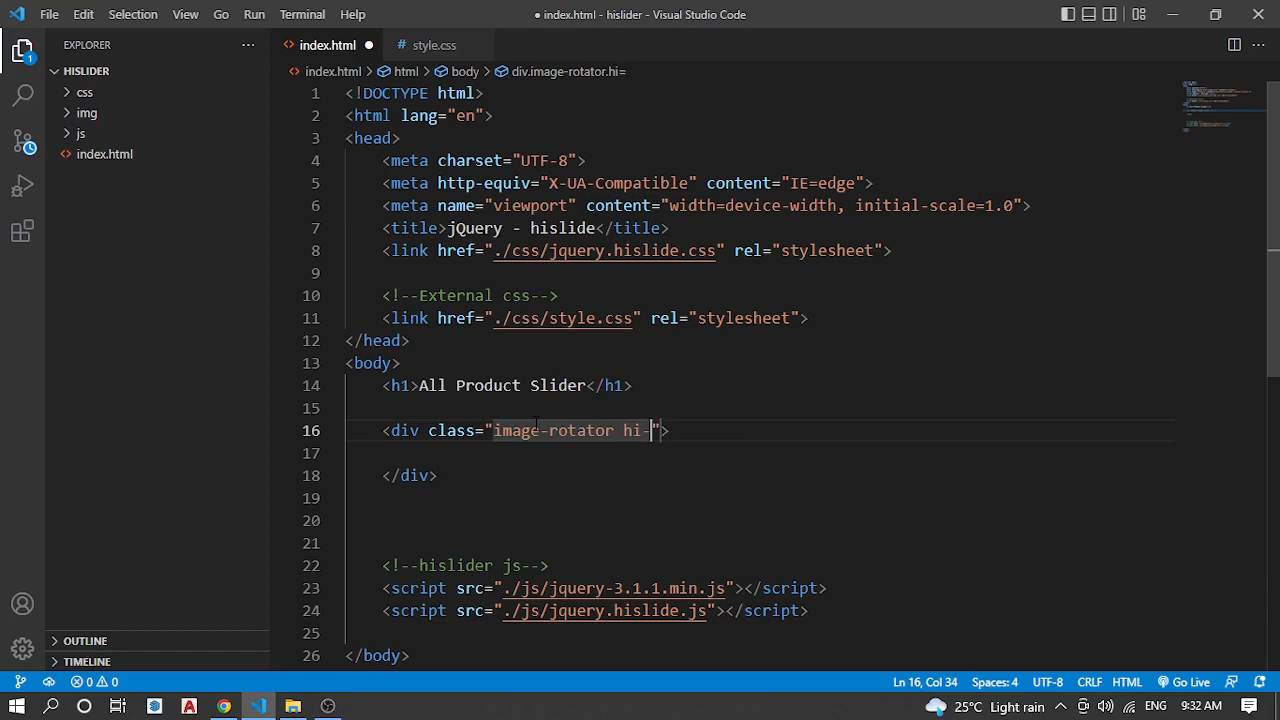 File Edit Selection View Go Run Terminal Help
● index.html - hislider - Visual Studio Code
EXPLORER ···
index.html ●
style.css
1
HISLIDER
css
img
js
index.html
index.html > html > body > div.image-rotator.hi=
1 <!DOCTYPE html>
2 <html lang="en">
3 <head>
4 <meta charset="UTF-8">
5 <meta http-equiv="X-UA-Compatible" content="IE=edge">
6 <meta name="viewport" content="width=device-width, initial-scale=1.0">
7 <title>jQuery - hislide</title>
8 <link href="./css/jquery.hislide.css" rel="stylesheet">
9
10 <!--External css-->
11 <link href="./css/style.css" rel="stylesheet">
12 </head>
13 <body>
14 <h1>All Product Slider</h1>
15
16 <div class="image-rotator hi-">
17
18 </div>
19
20
21
22 <!--hislider js-->
23 <script src="./js/jquery-3.1.1.min.js"></script>
24 <script src="./js/jquery.hislide.js"></script>
25
26 </body>
OUTLINE
TIMELINE
0 0
Ln 16, Col 34 Spaces: 4 UTF-8 CRLF HTML Go Live
25°C Light rain ENG 9:32 AM